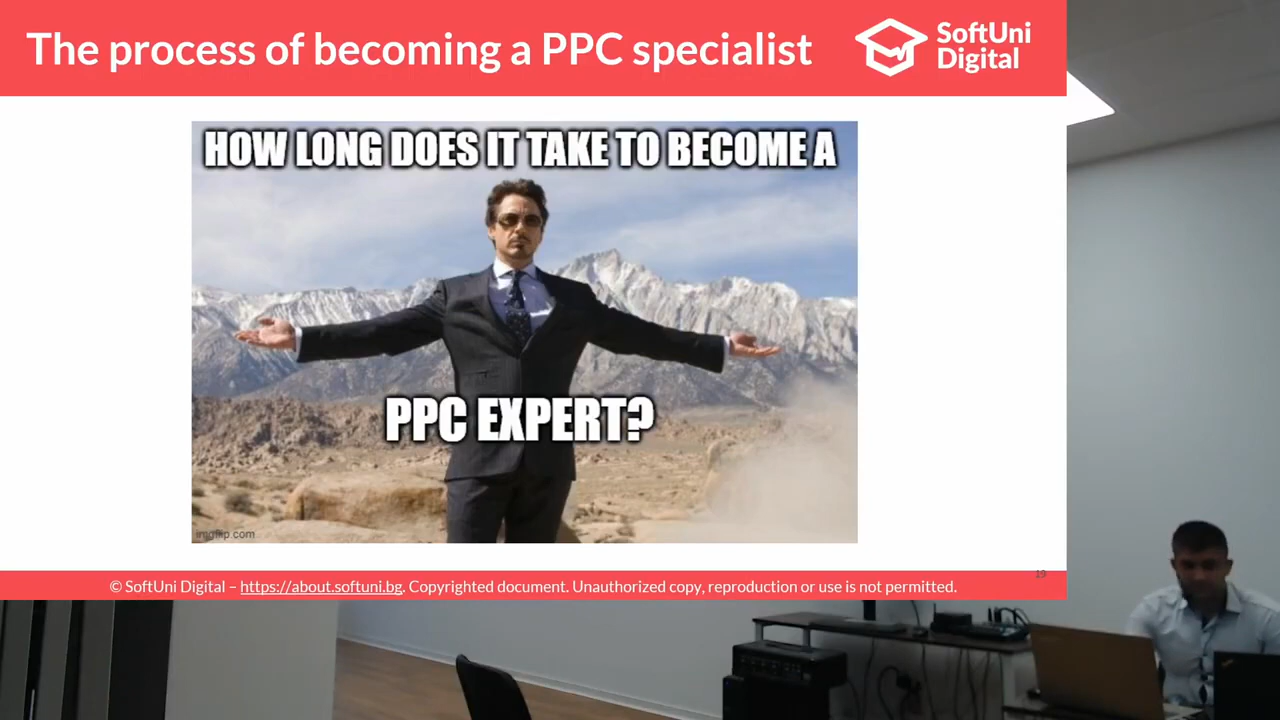 The process of becoming a PPC specialist
SoftUni
Digital
HOW LONG DOES IT TAKE TO BECOME A
PPC EXPERT?
imgflip.com
19
© SoftUni Digital – https://about.softuni.bg. Copyrighted document. Unauthorized copy, reproduction or use is not permitted.